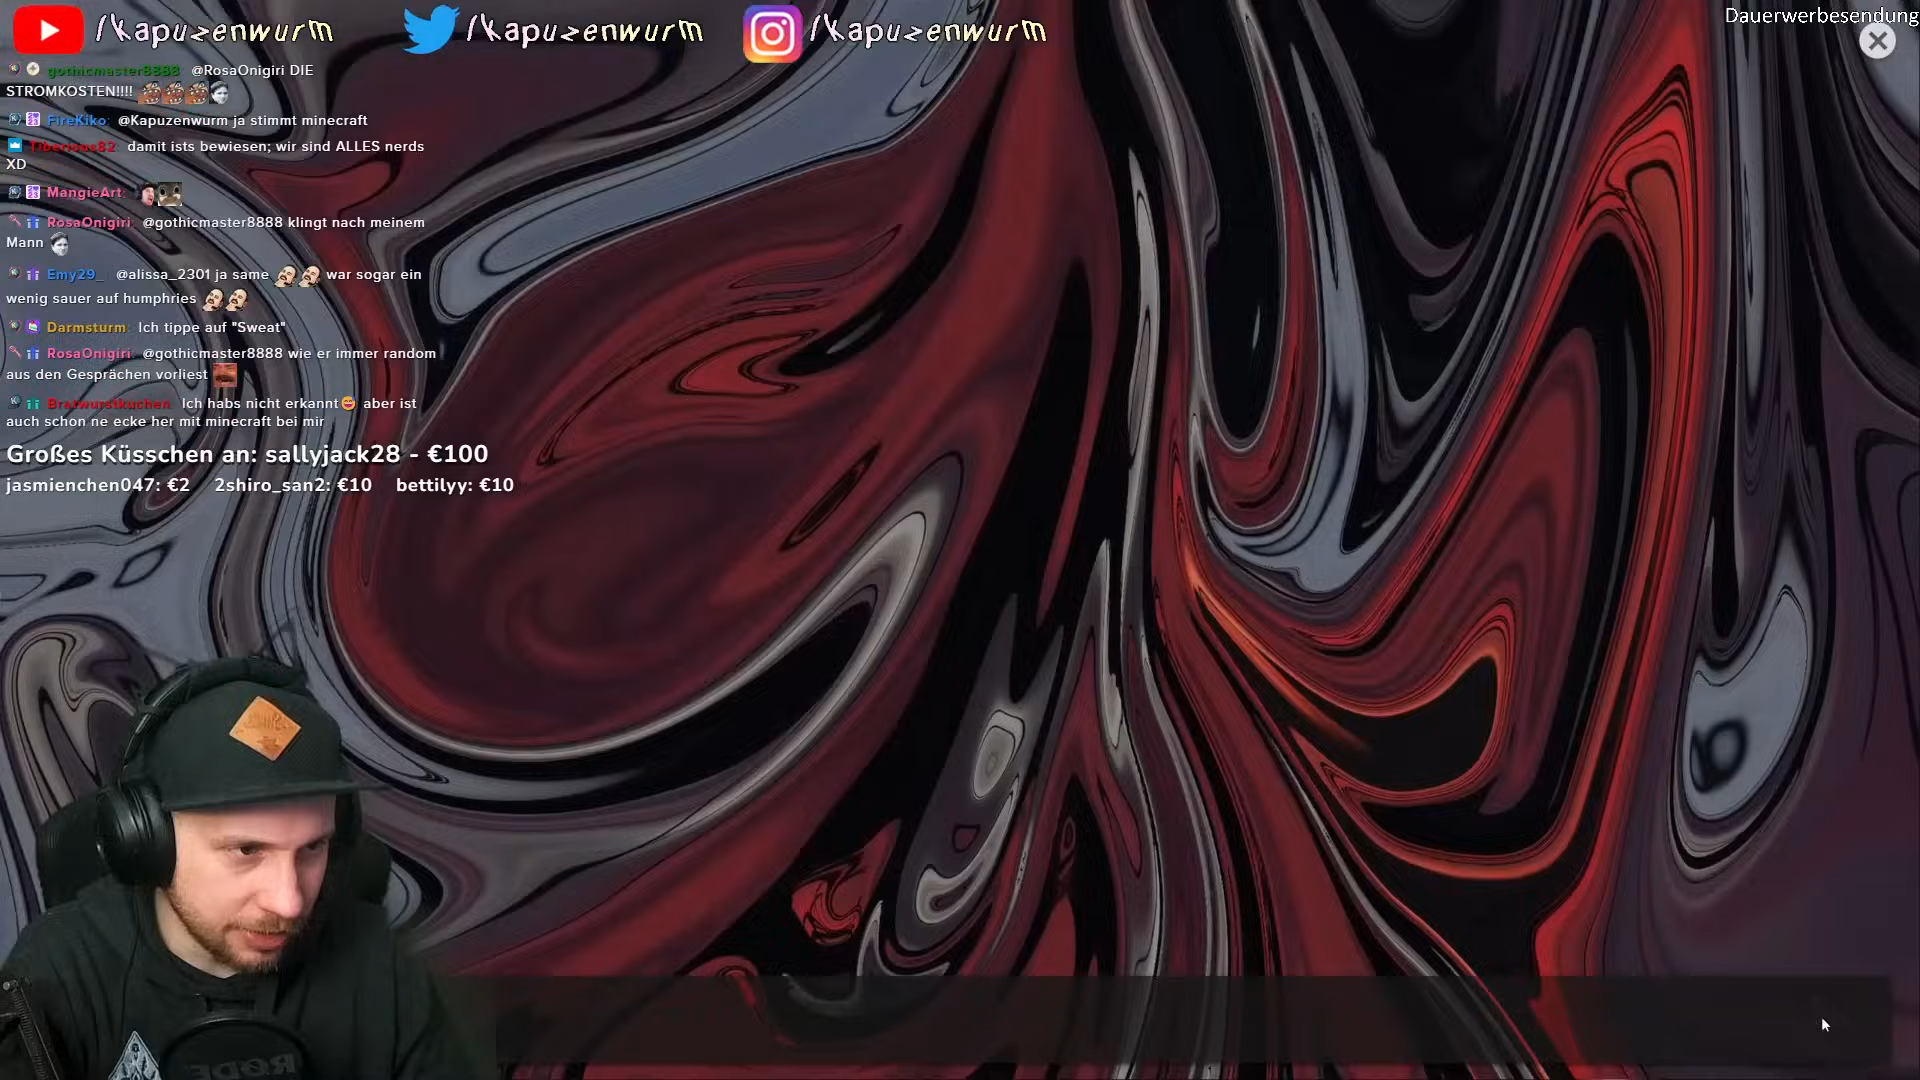 /kapuzenwurm /kapuzenwurm /kapuzenwurm
Dauerwerbesendung
gothicmaster8888 @RosaOnigiri DIE
STROMKOSTEN!!!!
FireKiko: @Kapuzenwurm ja stimmt minecraft
Tiberious82: damit ists bewiesen; wir sind ALLES nerds
XD
MangieArt:
RosaOnigiri: @gothicmaster8888 klingt nach meinem
Mann
Emy29_: @alissa_2301 ja same war sogar ein
wenig sauer auf humphries
Darmsturm: Ich tippe auf "Sweat"
RosaOnigiri: @gothicmaster8888 wie er immer random
aus den Gesprächen vorliest
Bratwurstkuchen: Ich habs nicht erkannt😅 aber ist
auch schon ne ecke her mit minecraft bei mir
Großes Küsschen an: sallyjack28 - €100
jasmienchen047: €2 2shiro_san2: €10 bettilyy: €10
RØDE